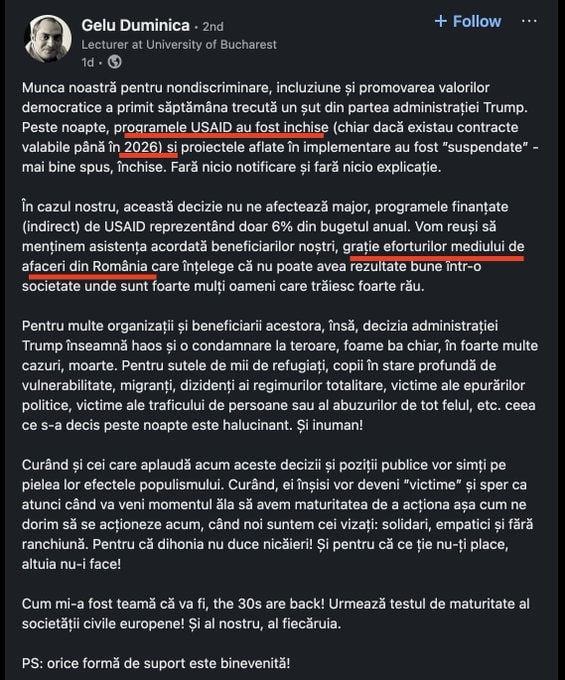 Gelu Duminica • 2nd
+ Follow ...
Lecturer at University of Bucharest
1d •
Munca noastră pentru nondiscriminare, incluziune și promovarea valorilor
democratice a primit săptămâna trecută un șut din partea administrației Trump.
Peste noapte, programele USAID au fost inchise (chiar dacă existau contracte
valabile până în 2026) si proiectele aflate în implementare au fost ”suspendate” -
mai bine spus, închise. Fară nicio notificare și fară nicio explicație.
În cazul nostru, această decizie nu ne afectează major, programele finanțate
(indirect) de USAID reprezentând doar 6% din bugetul anual. Vom reuși să
menținem asistența acordată beneficiarilor noștri, grație eforturilor mediului de
afaceri din România care înțelege că nu poate avea rezultate bune într-o
societate unde sunt foarte mulți oameni care trăiesc foarte rău.
Pentru multe organizații și beneficiarii acestora, însă, decizia administrației
Trump înseamnă haos și o condamnare la teroare, foame ba chiar, în foarte multe
cazuri, moarte. Pentru sutele de mii de refugiați, copii în stare profundă de
vulnerabilitate, migranți, dizidenți ai regimurilor totalitare, victime ale epurărilor
politice, victime ale traficului de persoane sau al abuzurilor de tot felul, etc. ceea
ce s-a decis peste noapte este halucinant. Și inuman!
Curând și cei care aplaudă acum aceste decizii și poziții publice vor simți pe
pielea lor efectele populismului. Curând, ei înșisi vor deveni ”victime” și sper ca
atunci când va veni momentul ăla să avem maturitatea de a acționa așa cum ne
dorim să se acționeze acum, când noi suntem cei vizați: solidari, empatici și fără
ranchiună. Pentru că dihonia nu duce nicăieri! Și pentru că ce ție nu-ți place,
altuia nu-i face!
Cum mi-a fost teamă că va fi, the 30s are back! Urmează testul de maturitate al
societății civile europene! Și al nostru, al fiecăruia.
PS: orice formă de suport este binevenită!